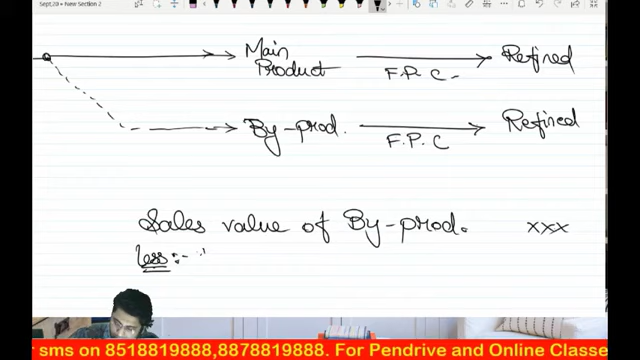 Sept,20 » New Section 2
Main Product F.P.C. Refined
By-prod. F.P.C Refined
Sales value of By-prod. xxx
less:-
r sms on 8518819888,8878819888. For Pendrive and Online Classe